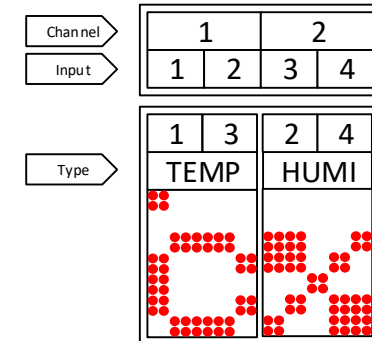 Channel 1 2
Input 1 2 3 4
1 3 2 4
Type TEMP HUMI
°C %